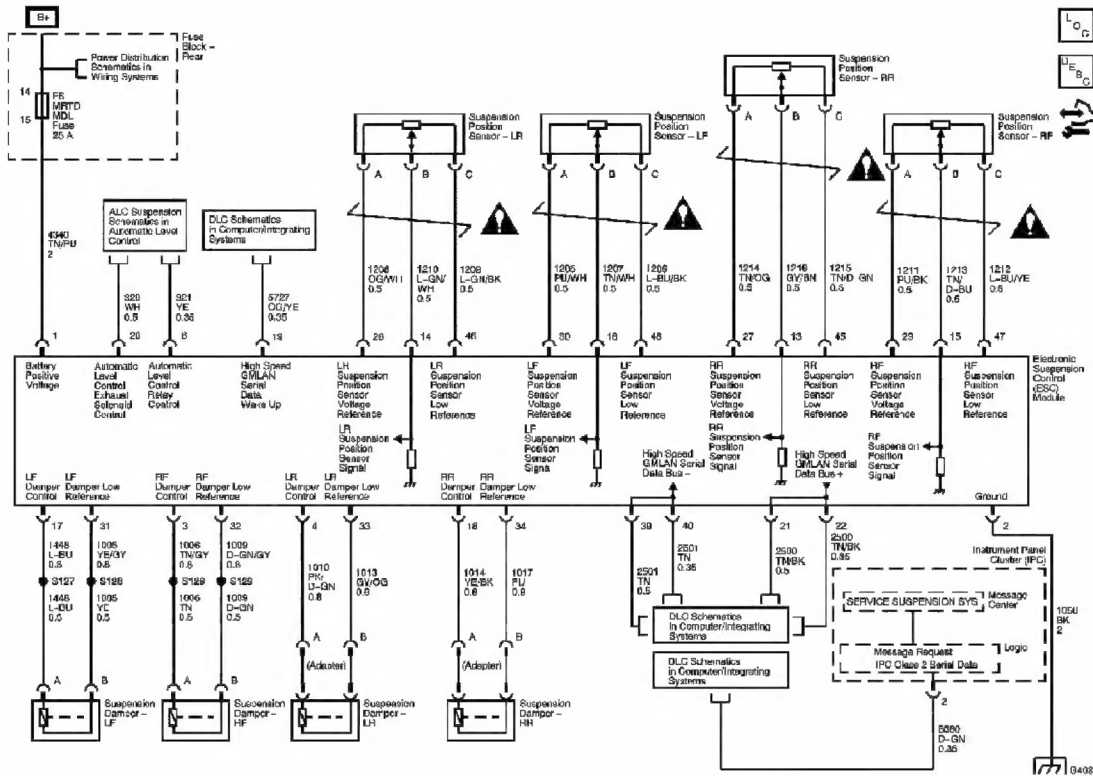 B+
Fuse
Block –
Rear
Power Distribution
Schematics in
Wiring Systems
14
15
MRTD
MDL
Fuse
25 A
L O C
D E S C
Suspension
Position
Sensor – LR
Suspension
Position
Sensor – LF
Suspension
Position
Sensor – RR
Suspension
Position
Sensor – RF
A B C
A B C
A B C
A B C
ALC Suspension
Schematics in
Automatic Level
Control
DLC Schematics
in Computer/Integrating
Systems
4340
TN/PU
2
320
WH
0.5
321
YE
0.35
5727
OG/YE
0.35
1208
OG/WH
0.5
1210
L-GN/
WH
0.5
1209
L-GN/BK
0.5
1205
PU/WH
0.5
1207
TN/WH
0.5
1206
L-BU/BK
0.5
1214
TN/OG
0.5
1216
GY/BN
0.5
1215
TN/D-GN
0.5
1211
PU/BK
0.5
1213
TN/
D-BU
0.5
1212
L-BU/YE
0.5
1 20 6 19 14 46 30 16 48 27 13 45 29 15 47
Battery
Positive
Voltage
Automatic
Level
Control
Exhaust
Solenoid
Control
Automatic
Level
Control
Relay
Control
High Speed
GMLAN
Serial
Data
Wake Up
LR
Suspension
Position
Sensor
Voltage
Reference
LR
Suspension
Position
Sensor
Low
Reference
LF
Suspension
Position
Sensor
Voltage
Reference
LF
Suspension
Position
Sensor
Low
Reference
RR
Suspension
Position
Sensor
Voltage
Reference
RR
Suspension
Position
Sensor
Low
Reference
RF
Suspension
Position
Sensor
Voltage
Reference
RF
Suspension
Position
Sensor
Low
Reference
Electronic
Suspension
Control
(ESC)
Module
LR
Suspension
Position
Sensor
Signal
LF
Suspension
Position
Sensor
Signal
RR
Suspension
Position
Sensor
Signal
RF
Suspension
Position
Sensor
Signal
High Speed
GMLAN Serial
Data Bus –
High Speed
GMLAN Serial
Data Bus +
LF
Damper
Control
LF
Damper Low
Reference
RF
Damper
Control
RF
Damper Low
Reference
LR
Damper
Control
LR
Damper Low
Reference
RR
Damper
Control
RR
Damper Low
Reference
Ground
17 31 3 32 4 33 18 34 39 40 21 22 2
1448
L-BU
0.8
1005
YE/GY
0.8
1006
TN/GY
0.8
1009
D-GN/GY
0.8
1010
PK/
D-GN
0.8
1013
GY/OG
0.8
1014
YE/BK
0.8
1017
PU
0.8
2501
TN
0.5
2501
TN
0.35
2500
TN/BK
0.5
2500
TN/BK
0.35
S127
S129
1448
L-BU
0.5
1005
YE
0.5
1006
TN
0.5
1009
D-GN
0.5
A B
(Adapter)
A B
(Adapter)
A B
A B
Suspension
Damper –
LF
Suspension
Damper –
RF
Suspension
Damper –
LR
Suspension
Damper –
RR
DLC Schematics
in Computer/Integrating
Systems
DLC Schematics
in Computer/Integrating
Systems
Instrument Panel
Cluster (IPC)
SERVICE SUSPENSION SYS
Message
Center
Message Request
IPC Class 2 Serial Data
Logic
2
D-GN
0.35
1050
BK
2
G408